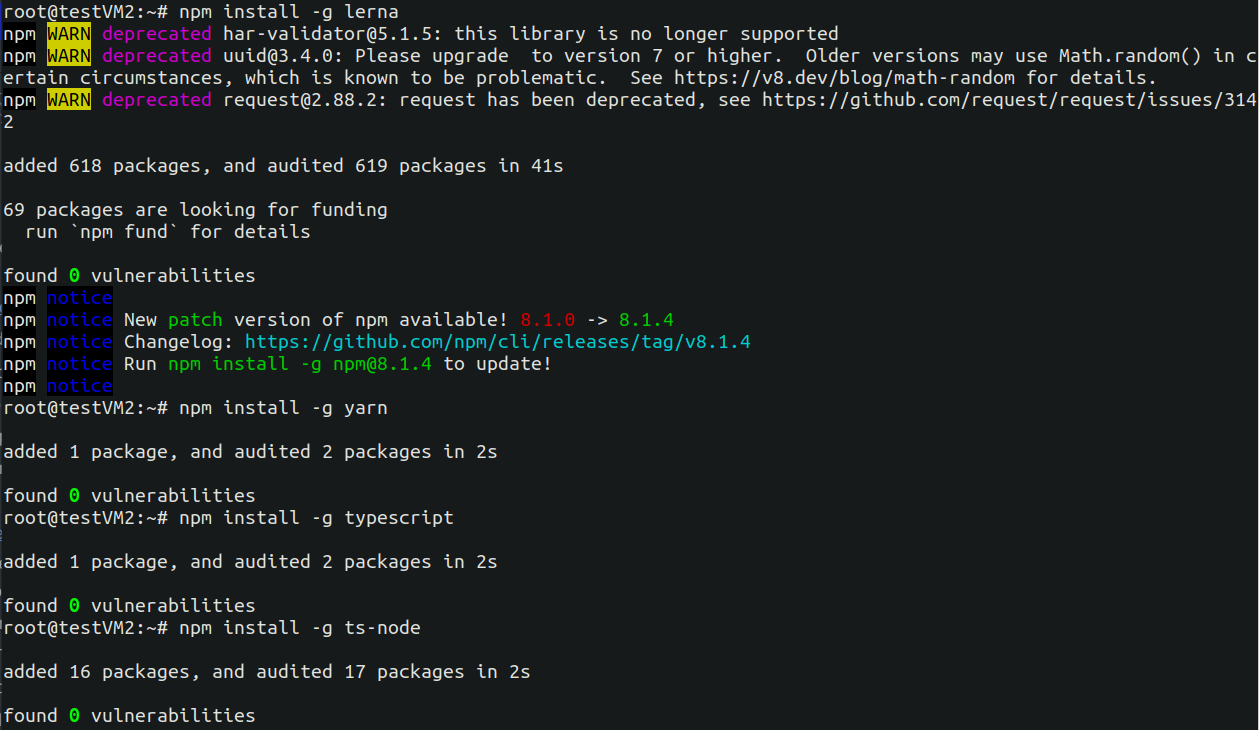 root@testVM2:~# npm install -g lerna
npm WARN deprecated har-validator@5.1.5: this library is no longer supported
npm WARN deprecated uuid@3.4.0: Please upgrade  to version 7 or higher.  Older versions may use Math.random() in c
ertain circumstances, which is known to be problematic.  See https://v8.dev/blog/math-random for details.
npm WARN deprecated request@2.88.2: request has been deprecated, see https://github.com/request/request/issues/314
2
added 618 packages, and audited 619 packages in 41s
69 packages are looking for funding
  run `npm fund` for details
found 0 vulnerabilities
npm notice
npm notice New patch version of npm available! 8.1.0 -> 8.1.4
npm notice Changelog: https://github.com/npm/cli/releases/tag/v8.1.4
npm notice Run npm install -g npm@8.1.4 to update!
npm notice
root@testVM2:~# npm install -g yarn
added 1 package, and audited 2 packages in 2s
found 0 vulnerabilities
root@testVM2:~# npm install -g typescript
added 1 package, and audited 2 packages in 2s
found 0 vulnerabilities
root@testVM2:~# npm install -g ts-node
added 16 packages, and audited 17 packages in 2s
found 0 vulnerabilities